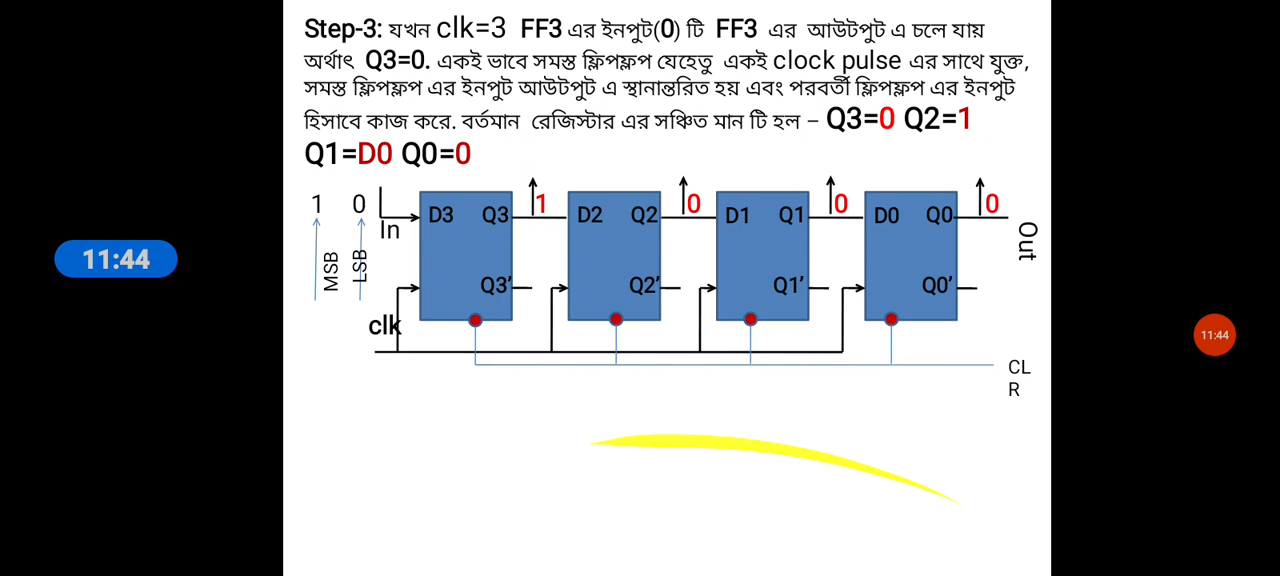 Step-3: যখন clk=3 FF3 এর ইনপুট(0) টি FF3 এর আউটপুট এ চলে যায়
অর্থাৎ Q3=0. একই ভাবে সমস্ত ফ্লিপফ্লপ যেহেতু একই clock pulse এর সাথে যুক্ত,
সমস্ত ফ্লিপফ্লপ এর ইনপুট আউটপুট এ স্থানান্তরিত হয় এবং পরবর্তী ফ্লিপফ্লপ এর ইনপুট
হিসাবে কাজ করে. বর্তমান রেজিস্টার এর সঞ্চিত মান টি হল – Q3=0 Q2=1
Q1=D0 Q0=0
1 0 In D3 Q3 1 D2 Q2 0 D1 Q1 0 D0 Q0 0
MSB LSB Out
Q3’ Q2’ Q1’ Q0’
clk
CL
R
11:44
11:44